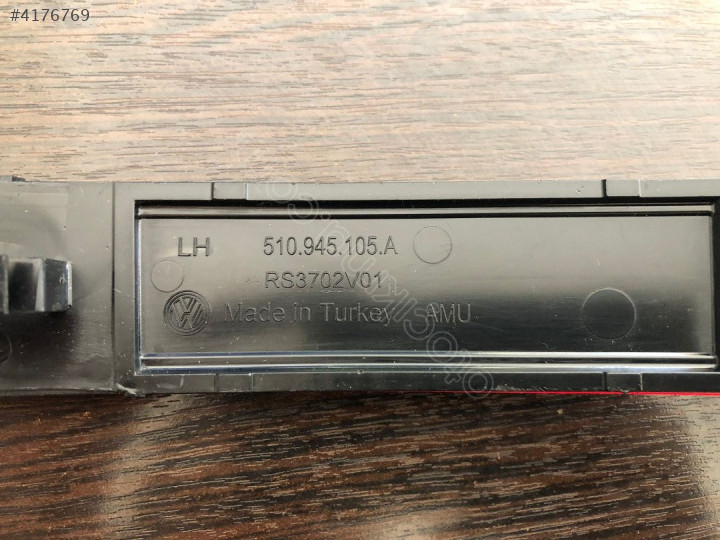 #4176769
LH 510.945.105.A
RS3702V01
Made in Turkey AMU